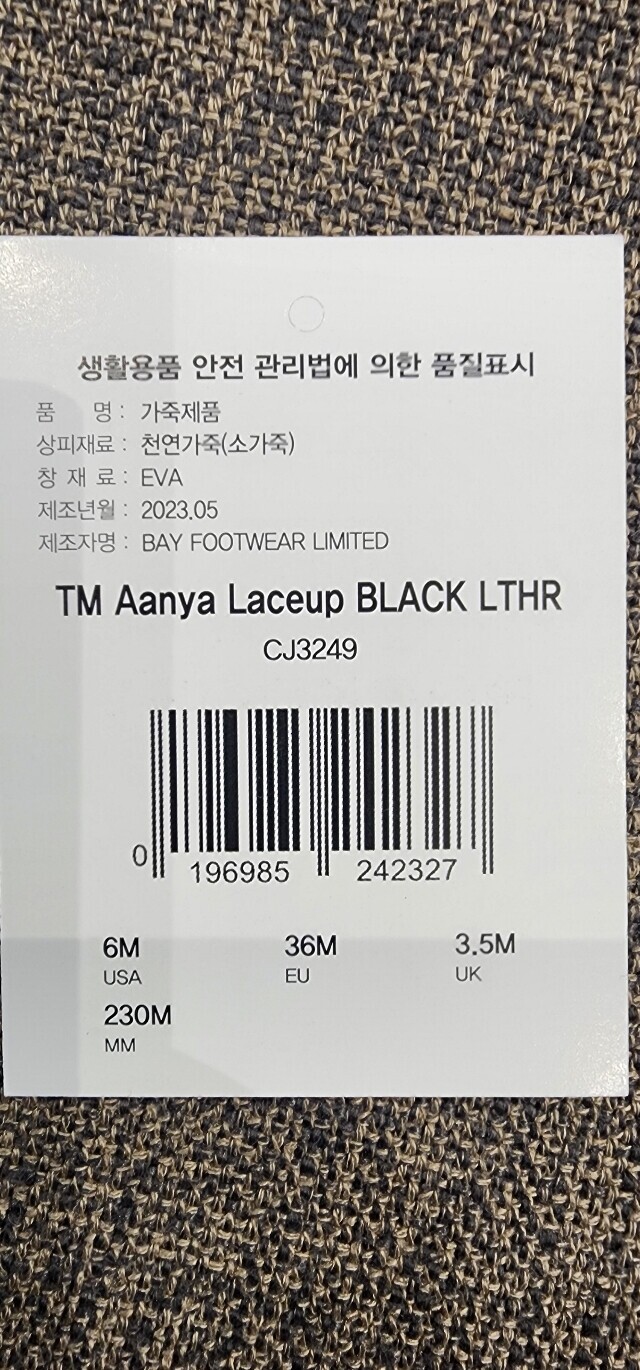 생활용품 안전 관리법에 의한 품질표시
품 명 : 가죽제품
상피재료 : 천연가죽(소가죽)
창 재 료 : EVA
제조년월 : 2023.05
제조자명 : BAY FOOTWEAR LIMITED
TM Aanya Laceup BLACK LTHR
CJ3249
0 196985 242327
6M 36M 3.5M
USA EU UK
230M
MM